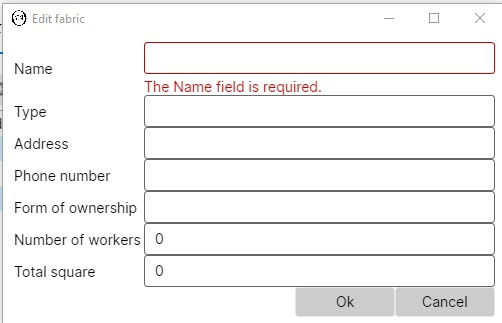 Edit fabric
Name
The Name field is required.
Type
Address
Phone number
Form of ownership
Number of workers 0
Total square 0
Ok Cancel